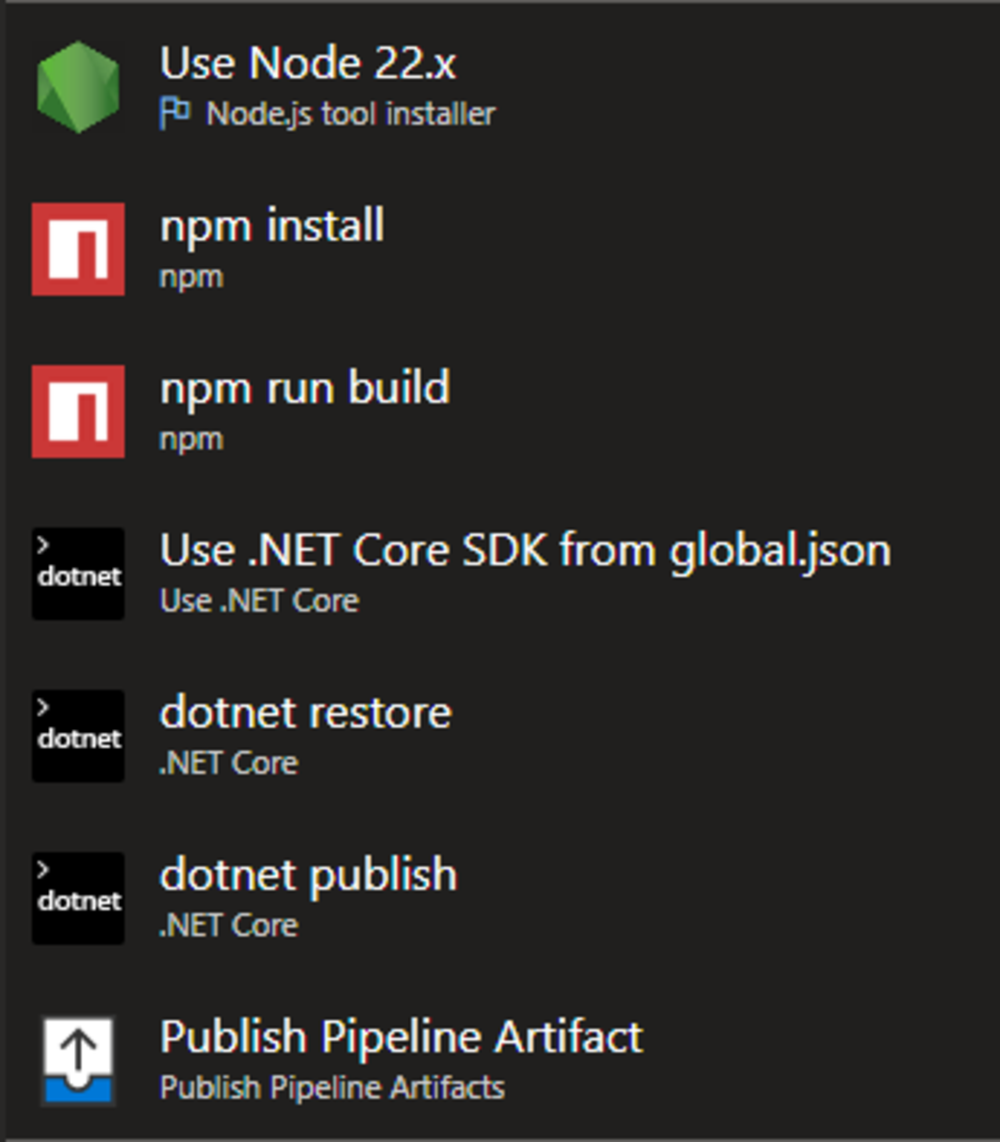 Use Node 22.x
Node.js tool installer
npm install
npm
npm run build
npm
>
dotnet
Use .NET Core SDK from global.json
Use .NET Core
>
dotnet
dotnet restore
.NET Core
>
dotnet
dotnet publish
.NET Core
Publish Pipeline Artifact
Publish Pipeline Artifacts